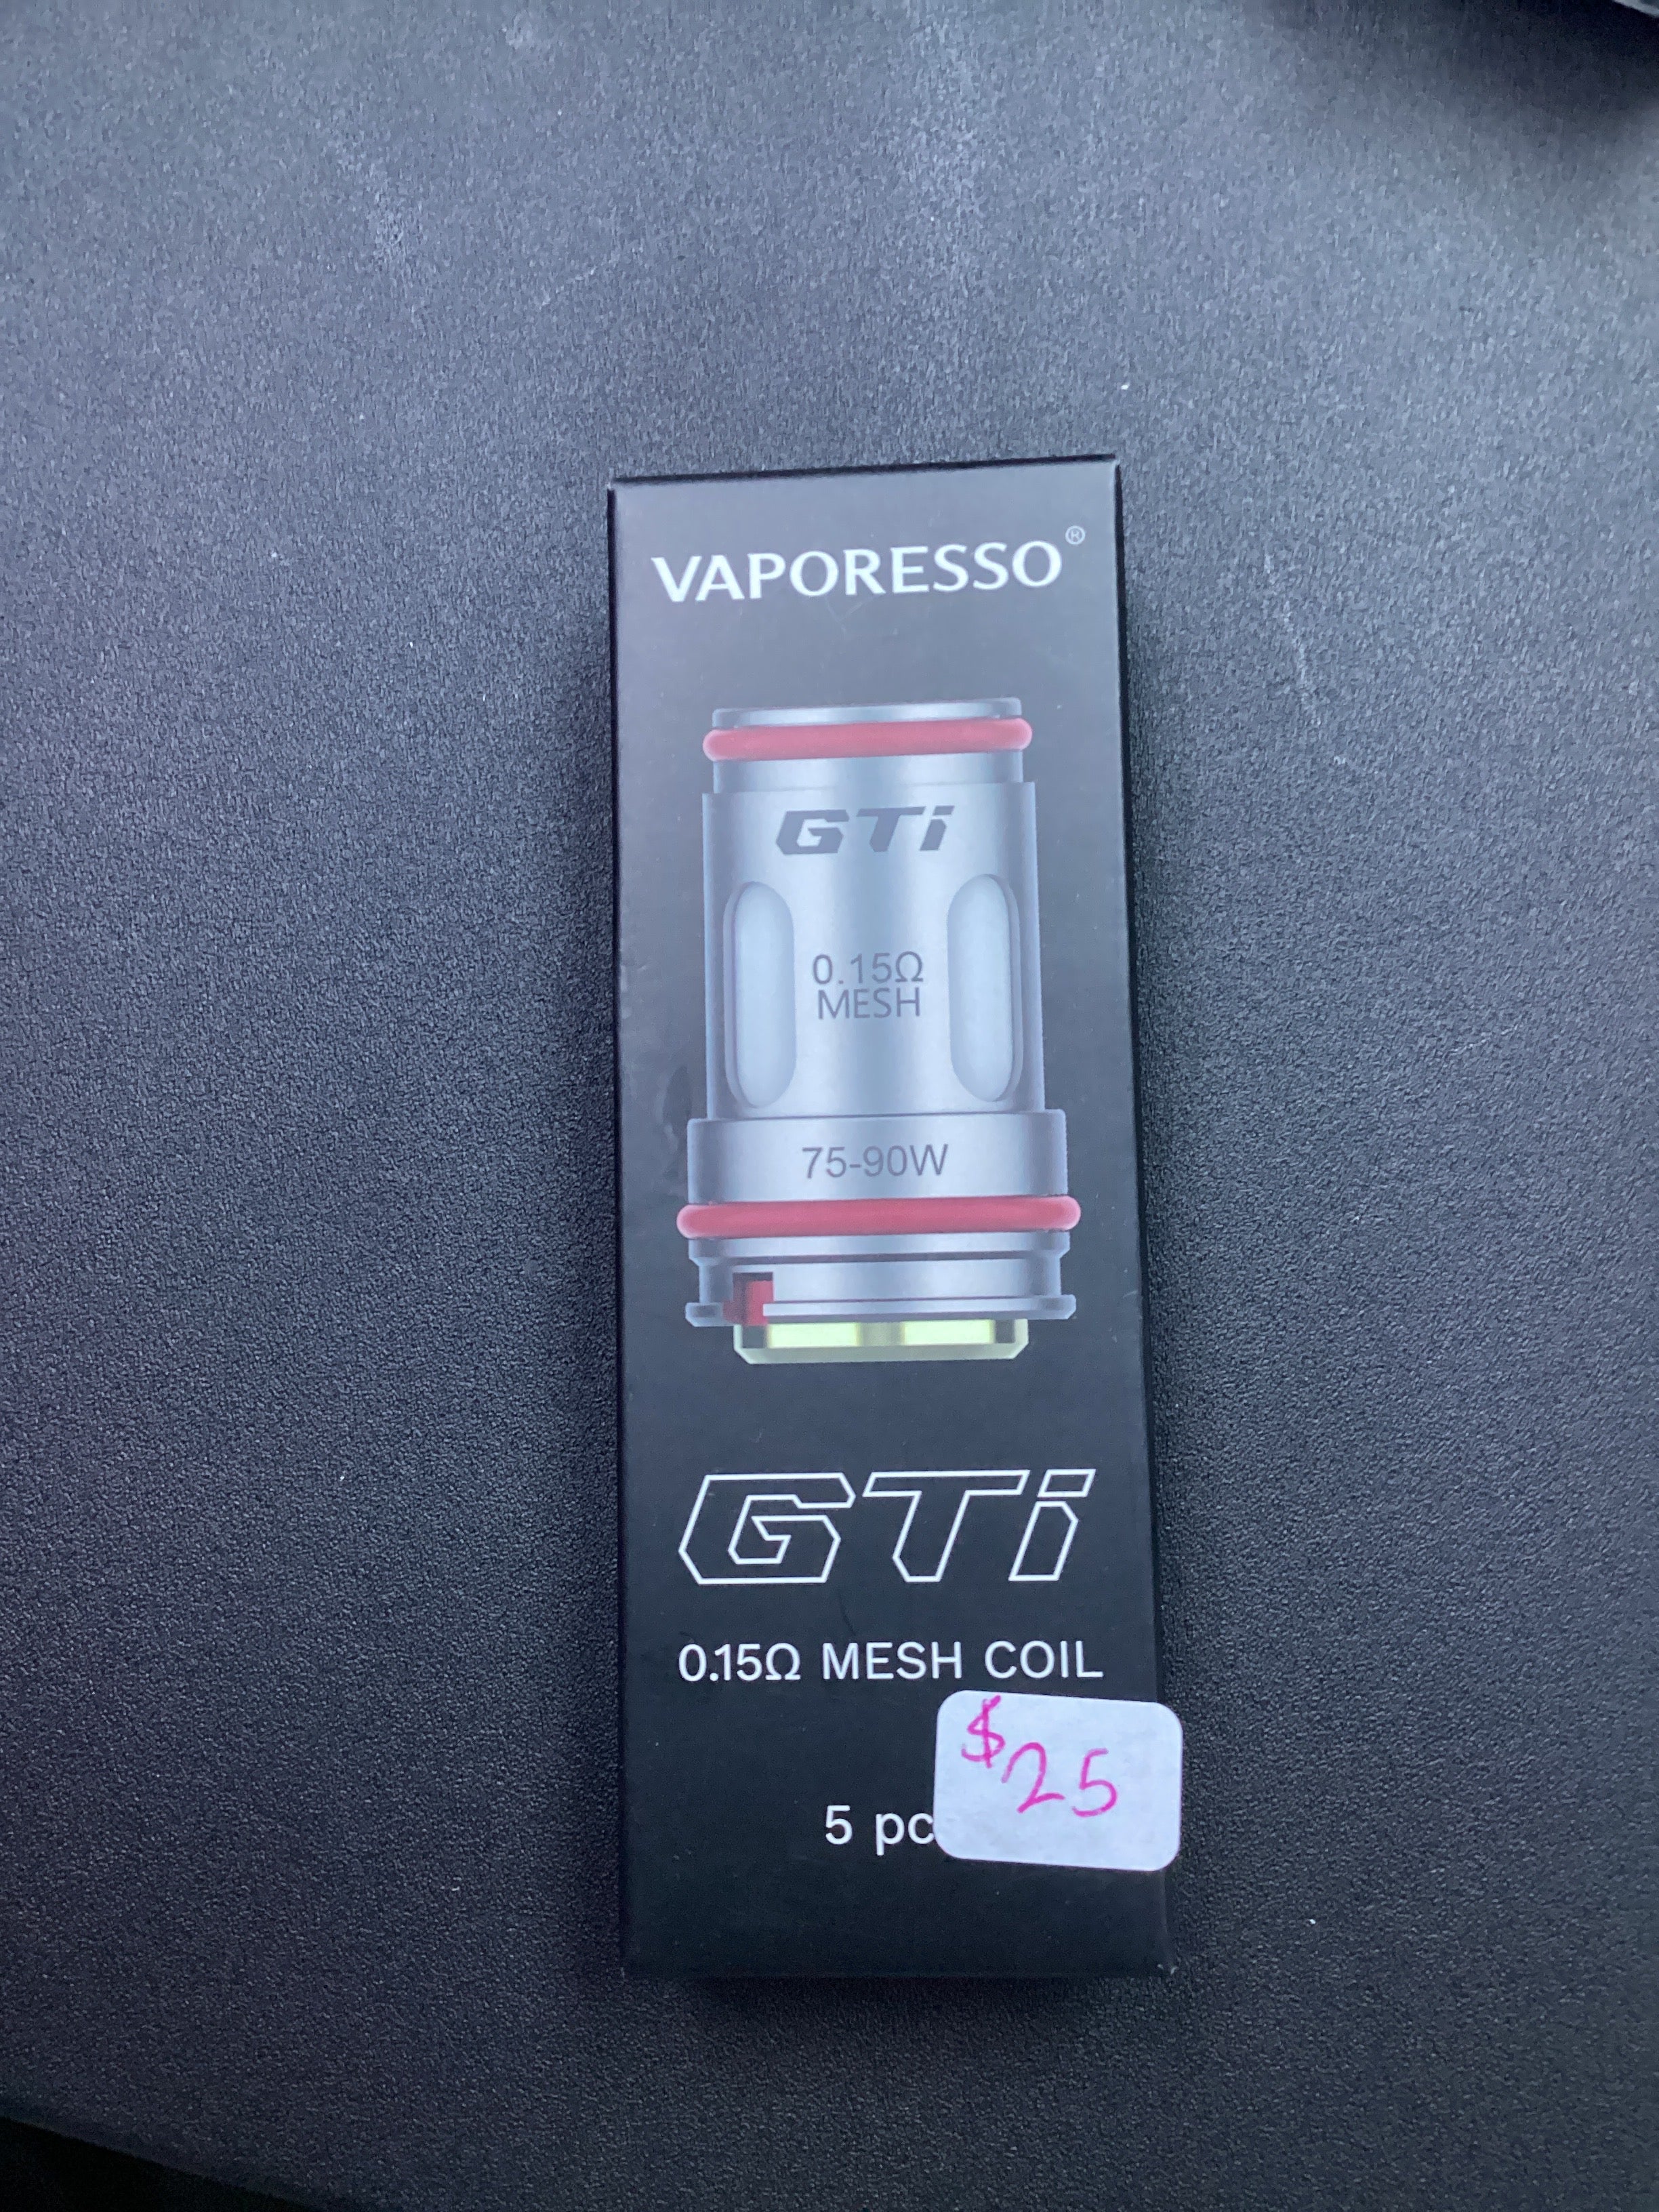 VAPORESSO®
GTi
0.15Ω
MESH
75-90W
GTi
0.15Ω MESH COIL
$25
5 pc